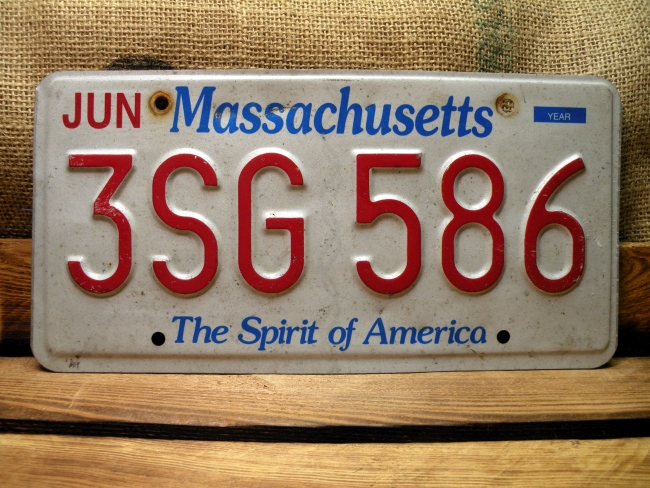 JUN Massachusetts YEAR
3SG 586
The Spirit of America